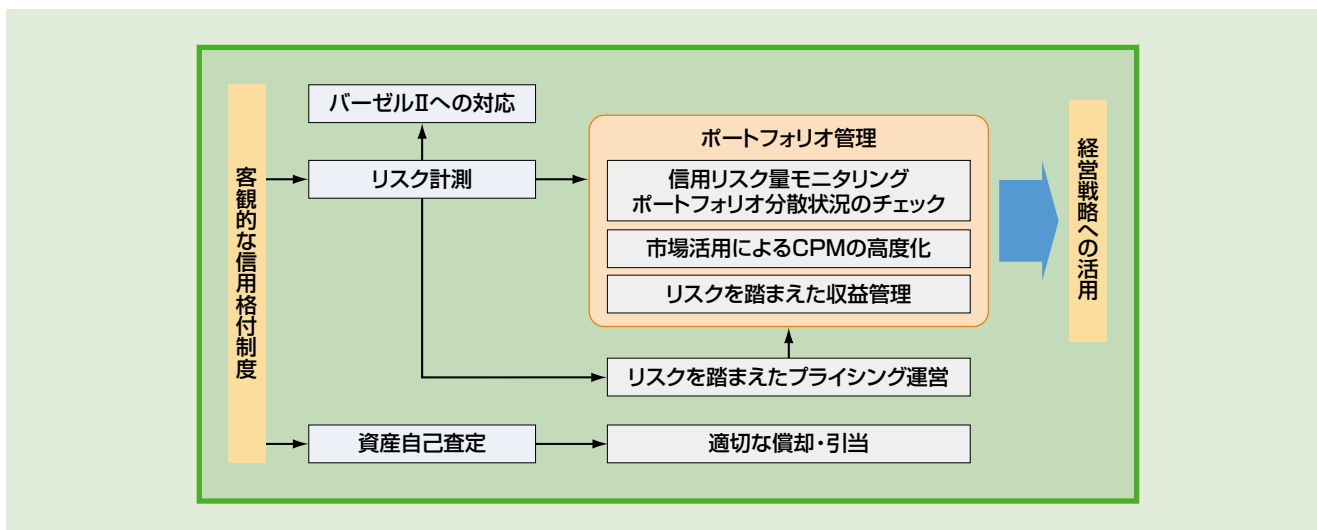 客観的な信用格付制度
バーゼルⅡへの対応
リスク計測
ポートフォリオ管理
信用リスク量モニタリング
ポートフォリオ分散状況のチェック
市場活用によるCPMの高度化
リスクを踏まえた収益管理
リスクを踏まえたプライシング運営
資産自己査定
適切な償却・引当
経営戦略への活用